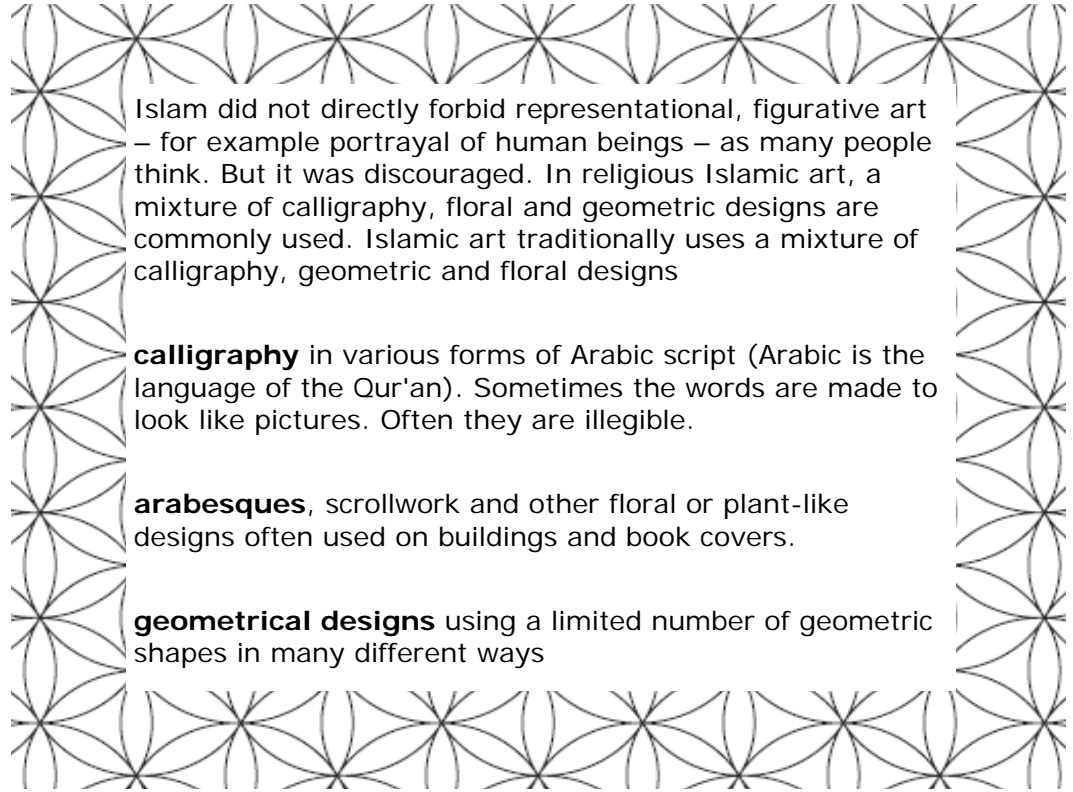 Islam did not directly forbid representational, figurative art
– for example portrayal of human beings – as many people
think. But it was discouraged. In religious Islamic art, a
mixture of calligraphy, floral and geometric designs are
commonly used. Islamic art traditionally uses a mixture of
calligraphy, geometric and floral designs
calligraphy in various forms of Arabic script (Arabic is the
language of the Qur'an). Sometimes the words are made to
look like pictures. Often they are illegible.
arabesques, scrollwork and other floral or plant-like
designs often used on buildings and book covers.
geometrical designs using a limited number of geometric
shapes in many different ways